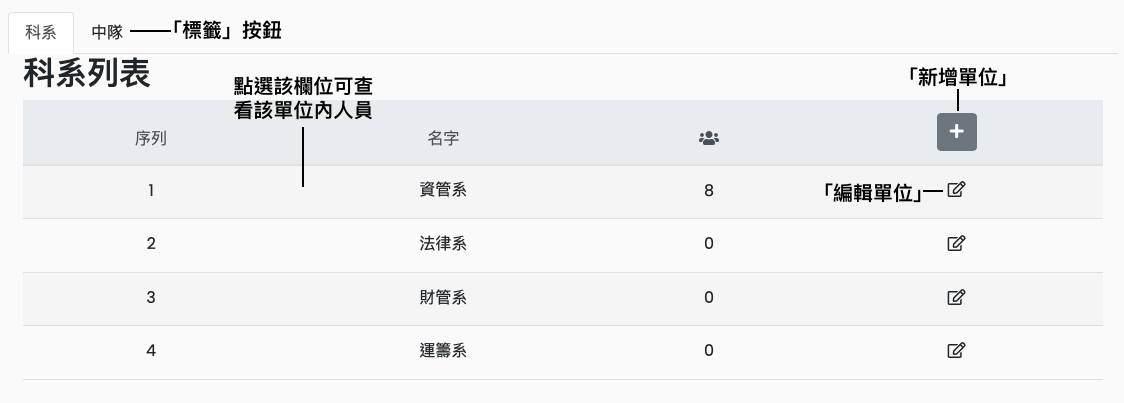 科系 中隊 「標籤」按鈕
科系列表
點選該欄位可查
看該單位內人員
「新增單位」
序列 名字
1 資管系 8 「編輯單位」
2 法律系 0
3 財管系 0
4 運籌系 0